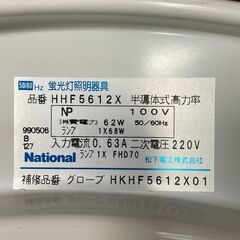 50/60 Hz 蛍光灯照明器具
品番 HHF5612X 半導体式高力率
NP 100V
消費電力 62W 50/60Hz
ランプ 1X68W
990506
B
127
入力電流 0.63A 二次電圧 220V
National ランプ 1X FHD70
松下電工株式会社
補修品番 グローブ HKHF5612X01